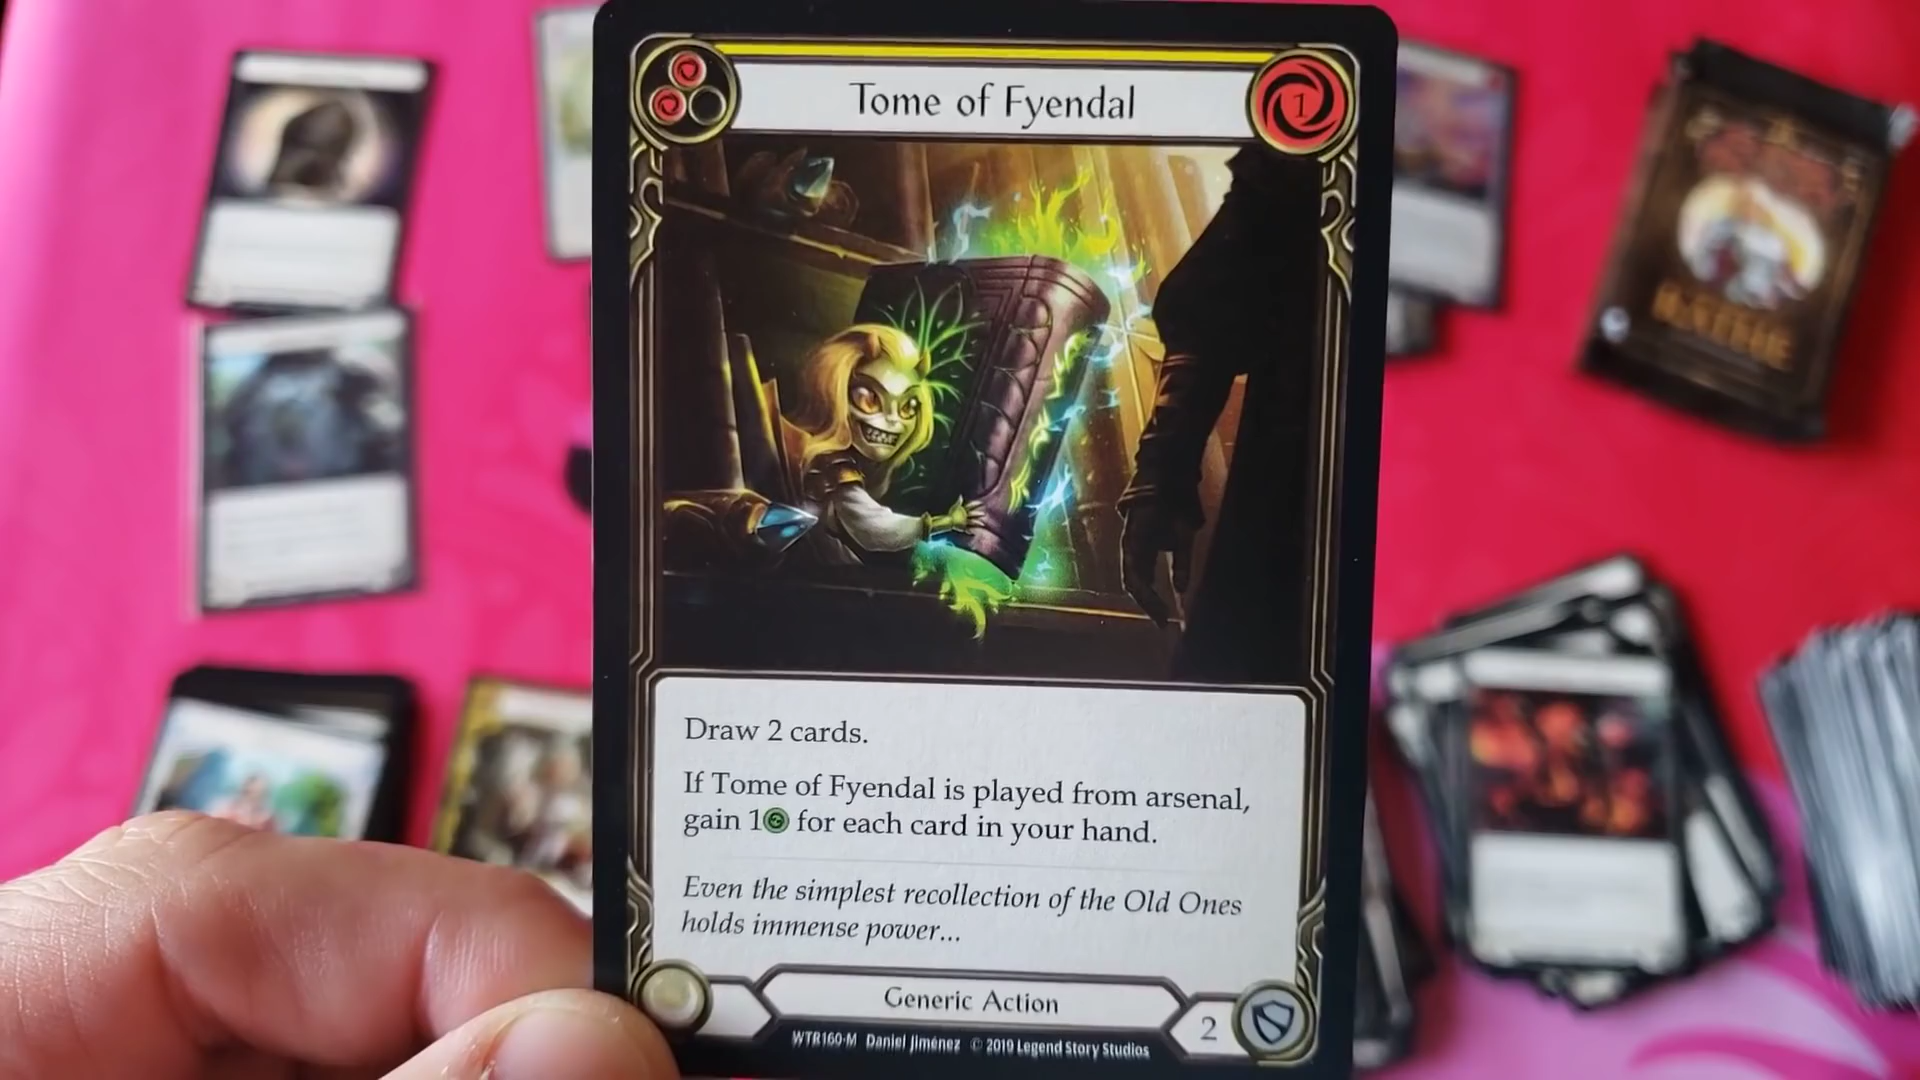 Tome of Fyendal
1
Draw 2 cards.
If Tome of Fyendal is played from arsenal,
gain 1 for each card in your hand.
Even the simplest recollection of the Old Ones
holds immense power...
Generic Action
2
WTR160-M Daniel Jiménez © 2019 Legend Story Studios
RATHE